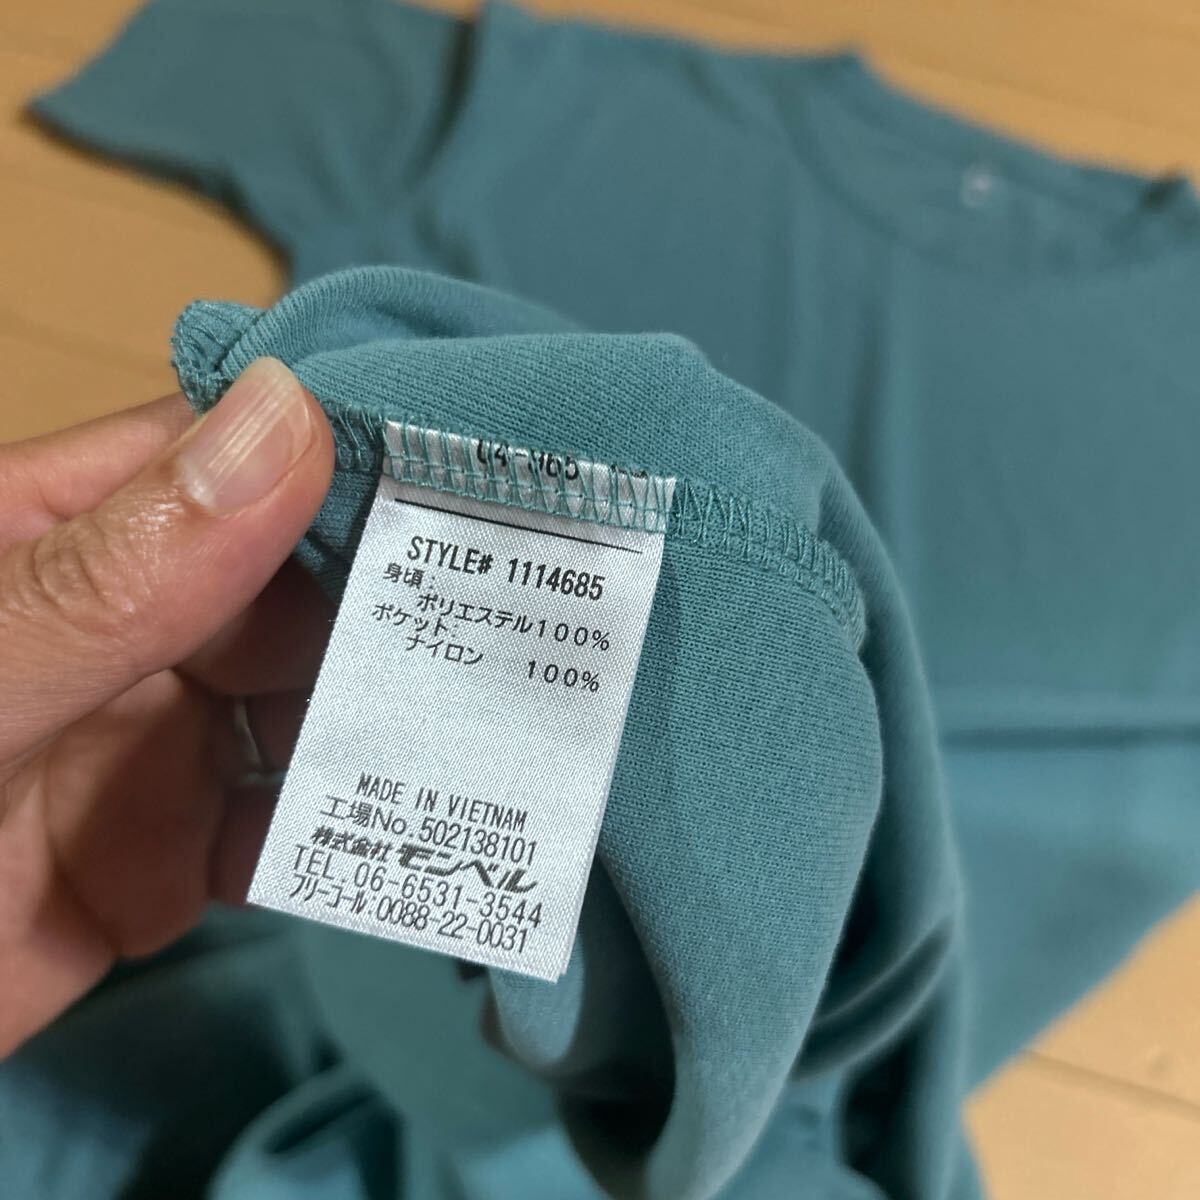 STYLE# 1114685
身頃:
ポリエステル100%
ポケット:
ナイロン 100%
MADE IN VIETNAM
工場No.502138101
株式会社 モンベル
TEL.06-6531-3544
フリーコール:0088-22-0031